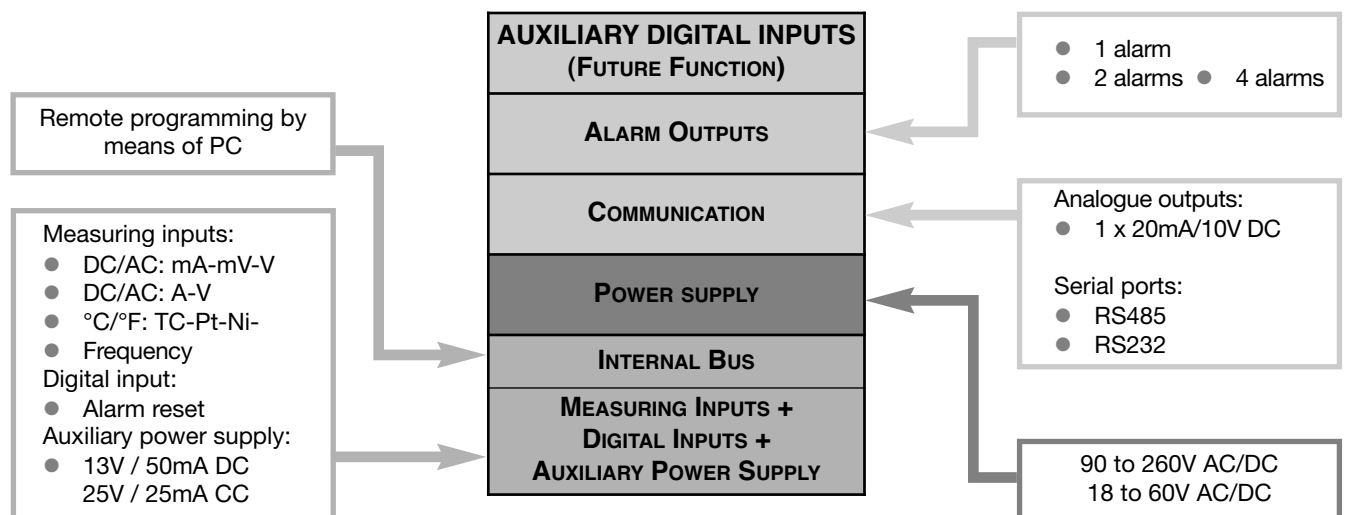 Remote programming by
means of PC
Measuring inputs:
● DC/AC: mA-mV-V
● DC/AC: A-V
● °C/°F: TC-Pt-Ni-
● Frequency
Digital input:
● Alarm reset
Auxiliary power supply:
● 13V / 50mA DC
25V / 25mA CC
AUXILIARY DIGITAL INPUTS
(FUTURE FUNCTION)
ALARM OUTPUTS
COMMUNICATION
POWER SUPPLY
INTERNAL BUS
MEASURING INPUTS +
DIGITAL INPUTS +
AUXILIARY POWER SUPPLY
● 1 alarm
● 2 alarms ● 4 alarms
Analogue outputs:
● 1 x 20mA/10V DC
Serial ports:
● RS485
● RS232
90 to 260V AC/DC
18 to 60V AC/DC